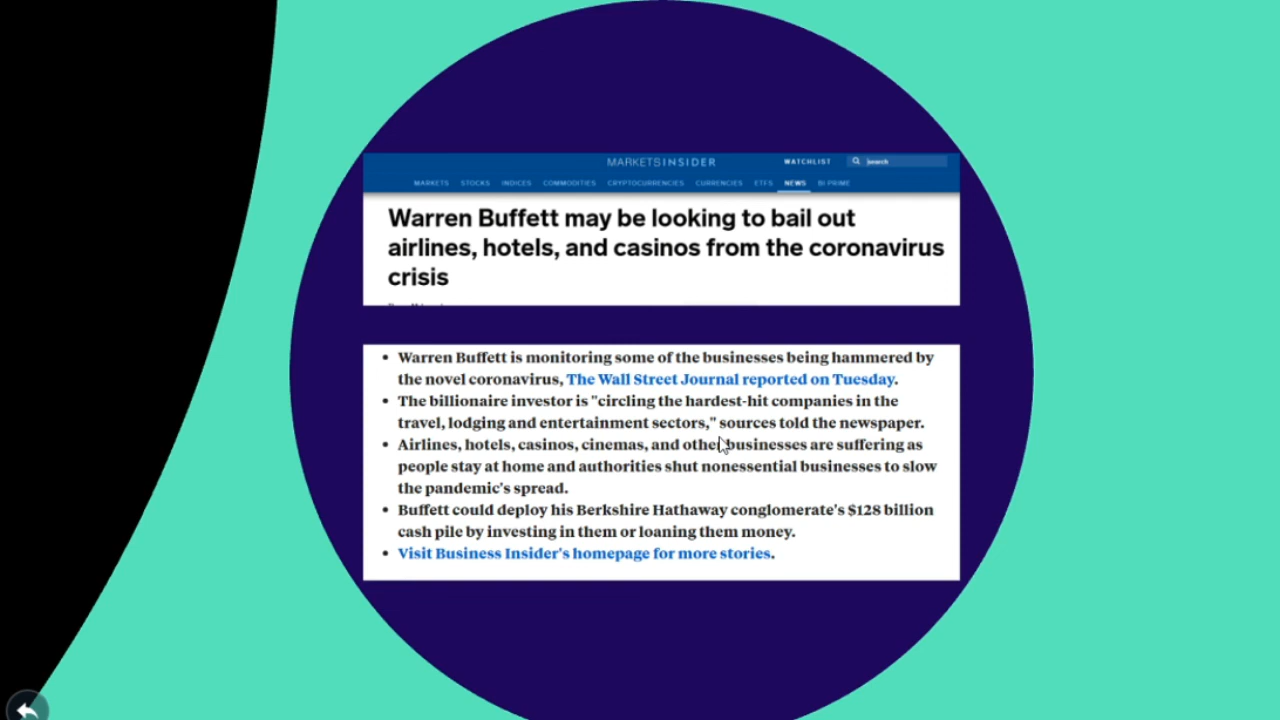 MARKETS INSIDER WATCHLIST Search
MARKETS STOCKS INDICES COMMODITIES CRYPTOCURRENCIES CURRENCIES ETFS NEWS BI PRIME
Warren Buffett may be looking to bail out
airlines, hotels, and casinos from the coronavirus
crisis
• Warren Buffett is monitoring some of the businesses being hammered by
the novel coronavirus, The Wall Street Journal reported on Tuesday.
• The billionaire investor is "circling the hardest-hit companies in the
travel, lodging and entertainment sectors," sources told the newspaper.
• Airlines, hotels, casinos, cinemas, and other businesses are suffering as
people stay at home and authorities shut nonessential businesses to slow
the pandemic's spread.
• Buffett could deploy his Berkshire Hathaway conglomerate's $128 billion
cash pile by investing in them or loaning them money.
• Visit Business Insider's homepage for more stories.